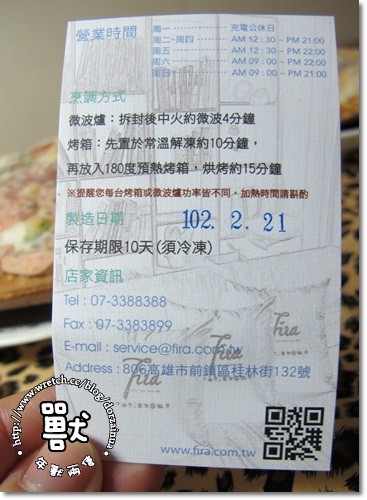 營業時間
周一 充電公休日
周二-周四 AM 12:30 ~ PM 21:00
周五 AM 12:30 ~ PM 22:00
周六 AM 09:00 ~ PM 22:00
周日 AM 09:00 ~ PM 21:00
烹調方式
微波爐：拆封後中火約微波4分鐘
烤箱：先置於常溫解凍約10分鐘，
再放入180度預熱烤箱，烘烤約15分鐘
※提醒您每台烤箱或微波爐功率皆不同，加熱時間請斟酌
製造日期 102. 2. 21
保存期限10天(須冷凍)
店家資訊
Tel : 07-3388388
Fax : 07-3383899
E-mail : service@fira.com.tw
Address : 806高雄市前鎮區桂林街132號
Fira
Fira
Fira
www.fira.com.tw
獸